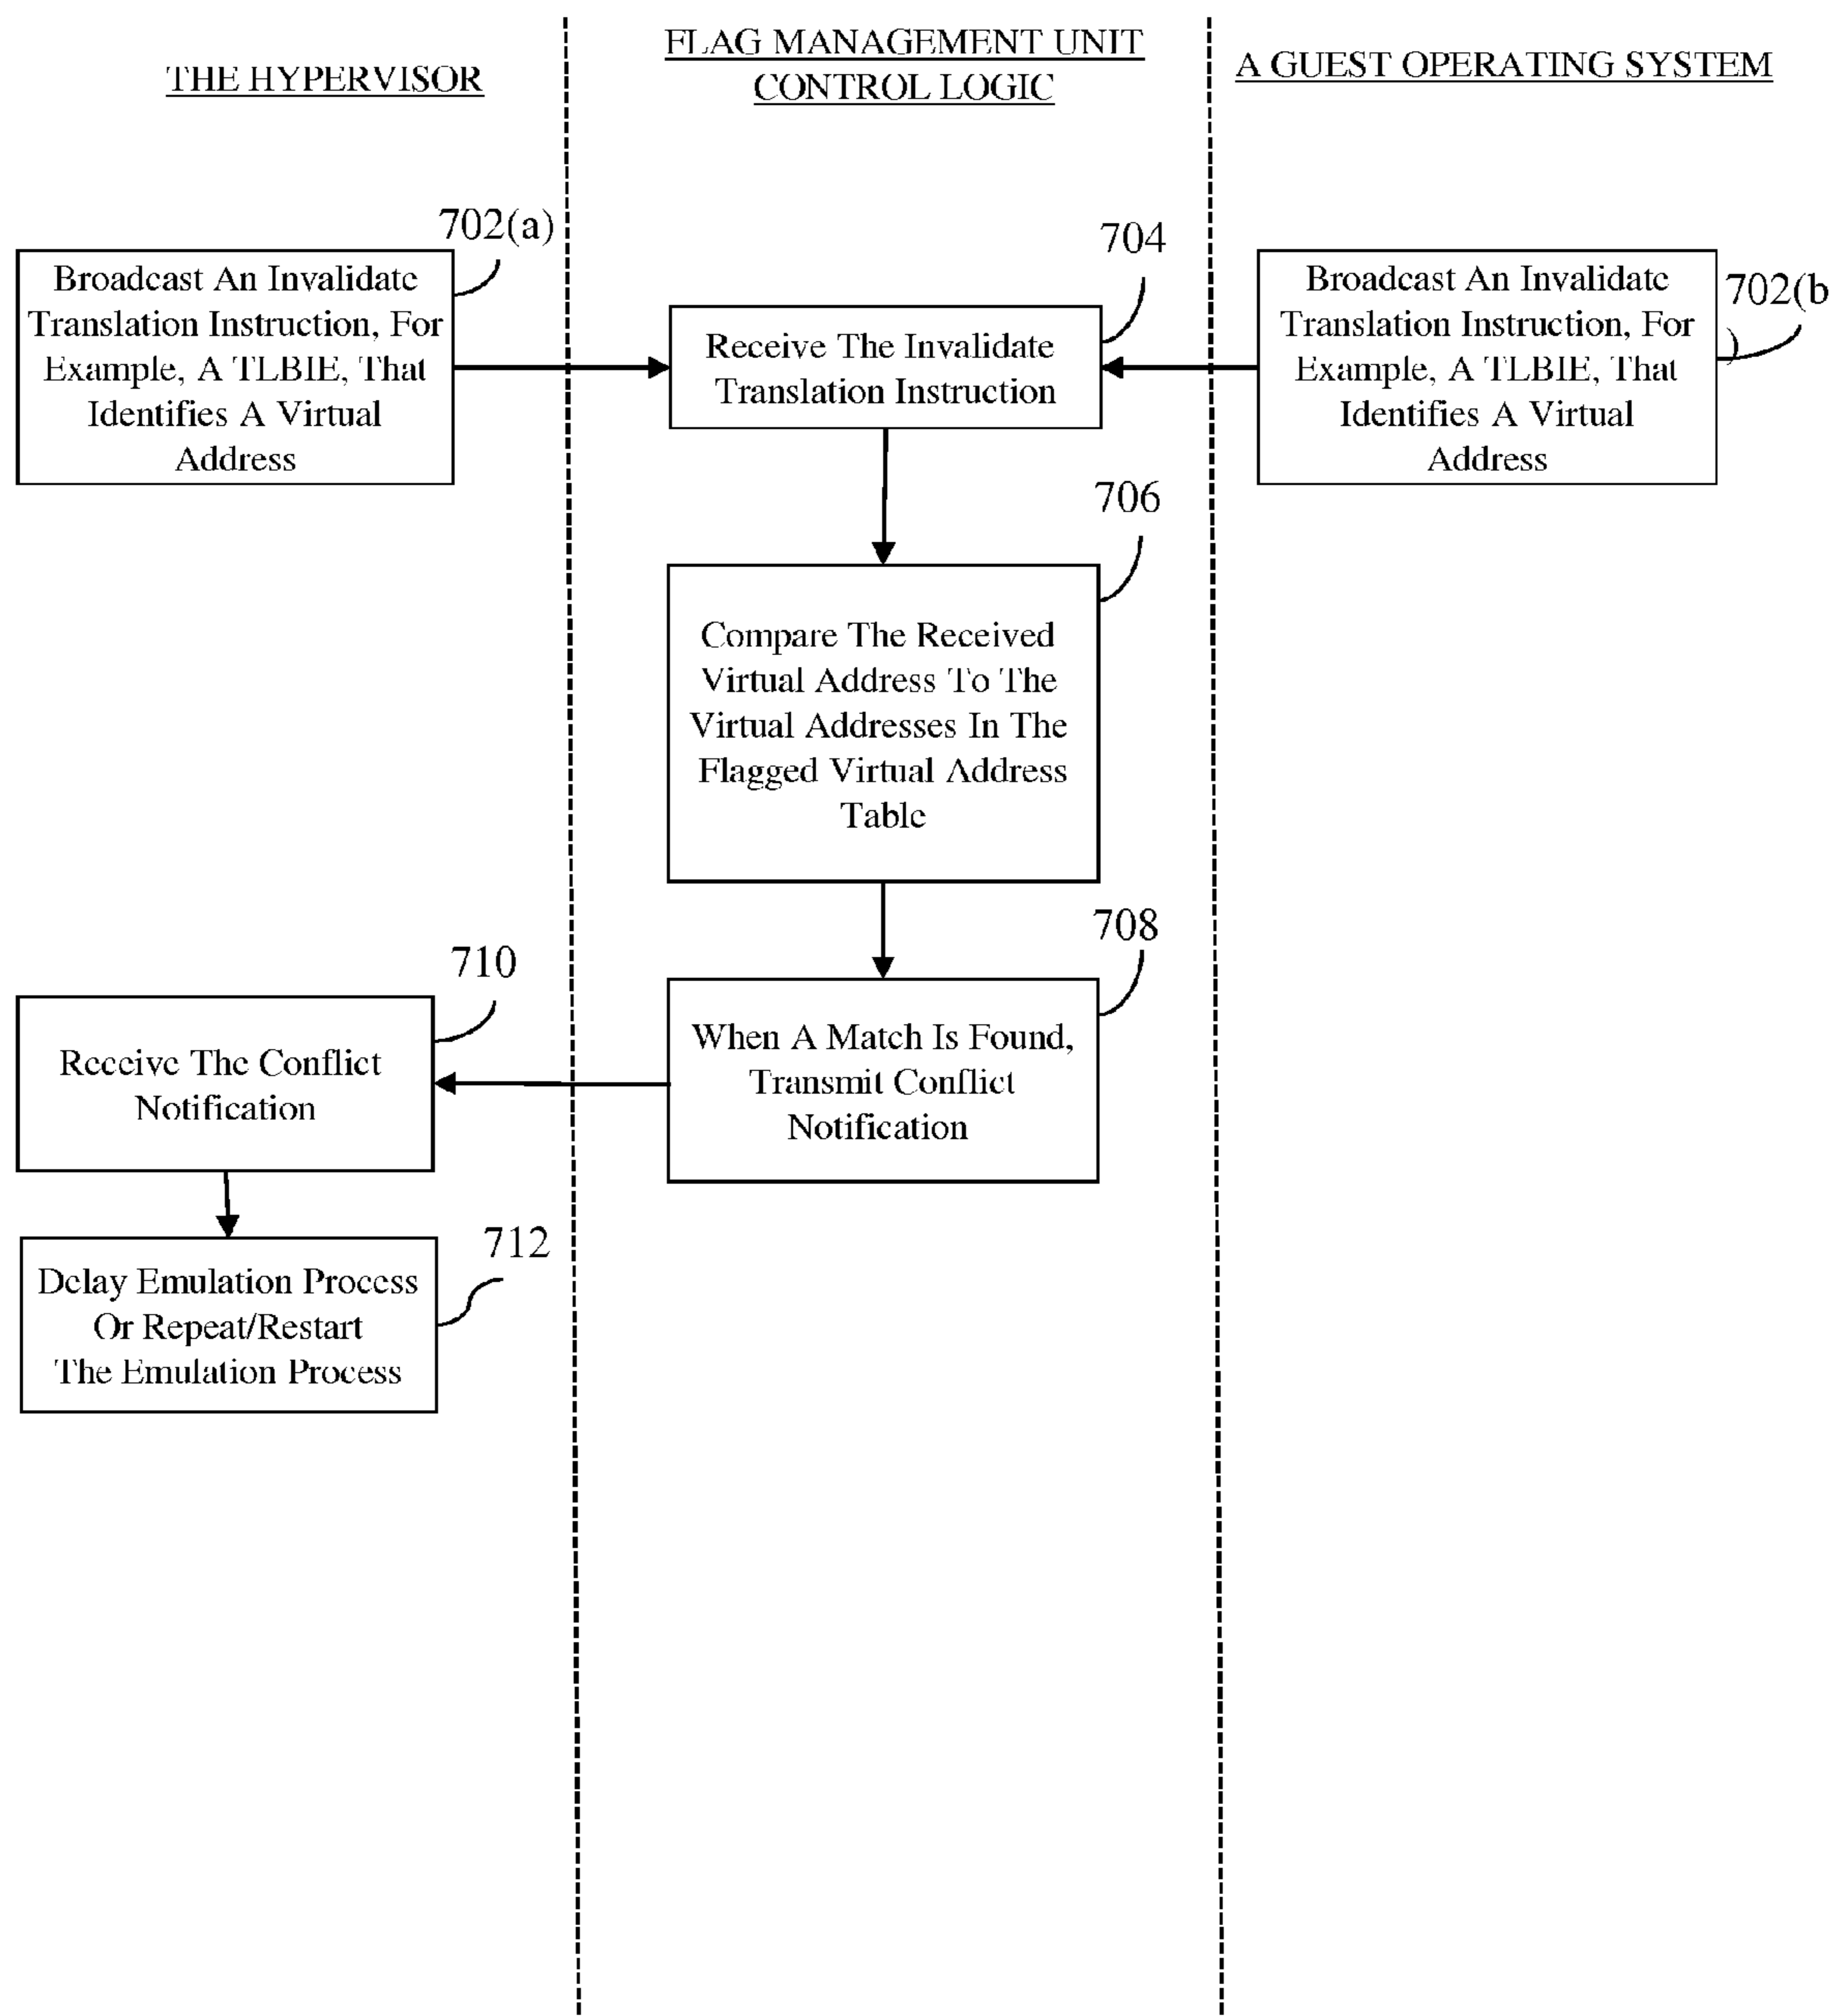 THE HYPERVISOR
FLAG MANAGEMENT UNIT
CONTROL LOGIC
A GUEST OPERATING SYSTEM
702(a)
Broadcast An Invalidate
Translation Instruction, For
Example, A TLBIE, That
Identifies A Virtual
Address
704
Receive The Invalidate
Translation Instruction
702(b
)
Broadcast An Invalidate
Translation Instruction, For
Example, A TLBIE, That
Identifies A Virtual
Address
706
Compare The Received
Virtual Address To The
Virtual Addresses In The
Flagged Virtual Address
Table
708
When A Match Is Found,
Transmit Conflict
Notification
710
Receive The Conflict
Notification
712
Delay Emulation Process
Or Repeat/Restart
The Emulation Process